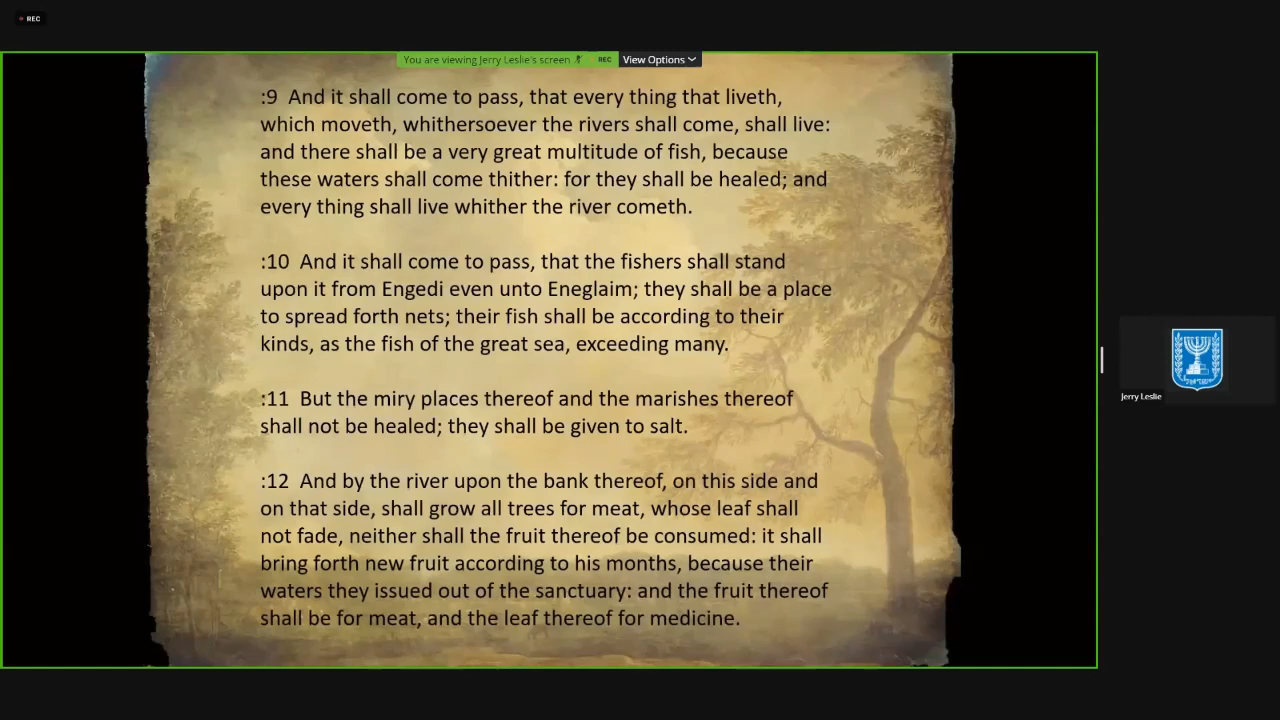 REC
You are viewing Jerry Leslie's screen
REC
View Options
:9 And it shall come to pass, that every thing that liveth,
which moveth, whithersoever the rivers shall come, shall live:
and there shall be a very great multitude of fish, because
these waters shall come thither: for they shall be healed; and
every thing shall live whither the river cometh.
:10 And it shall come to pass, that the fishers shall stand
upon it from Engedi even unto Eneglaim; they shall be a place
to spread forth nets; their fish shall be according to their
kinds, as the fish of the great sea, exceeding many.
:11 But the miry places thereof and the marishes thereof
shall not be healed; they shall be given to salt.
:12 And by the river upon the bank thereof, on this side and
on that side, shall grow all trees for meat, whose leaf shall
not fade, neither shall the fruit thereof be consumed: it shall
bring forth new fruit according to his months, because their
waters they issued out of the sanctuary: and the fruit thereof
shall be for meat, and the leaf thereof for medicine.
Jerry Leslie